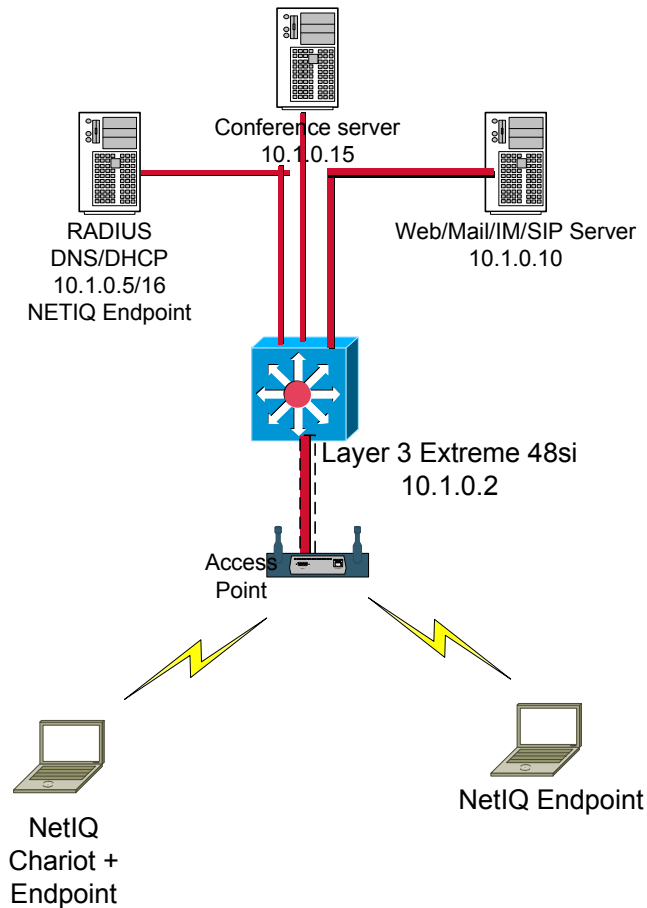 Conference server
10.1.0.15
RADIUS
DNS/DHCP
10.1.0.5/16
NETIQ Endpoint
Web/Mail/IM/SIP Server
10.1.0.10
Layer 3 Extreme 48si
10.1.0.2
Access
Point
NetIQ
Chariot +
Endpoint
NetIQ Endpoint